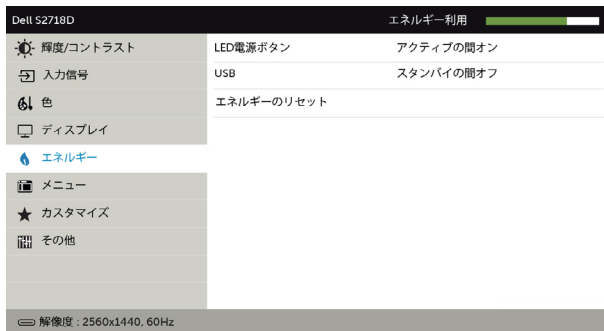 Dell S2718D エネルギー利用
輝度/コントラスト LED電源ボタン アクティブの間オン
入力信号 USB スタンバイの間オフ
色 エネルギーのリセット
ディスプレイ
エネルギー
メニュー
カスタマイズ
その他
解像度 : 2560x1440, 60Hz